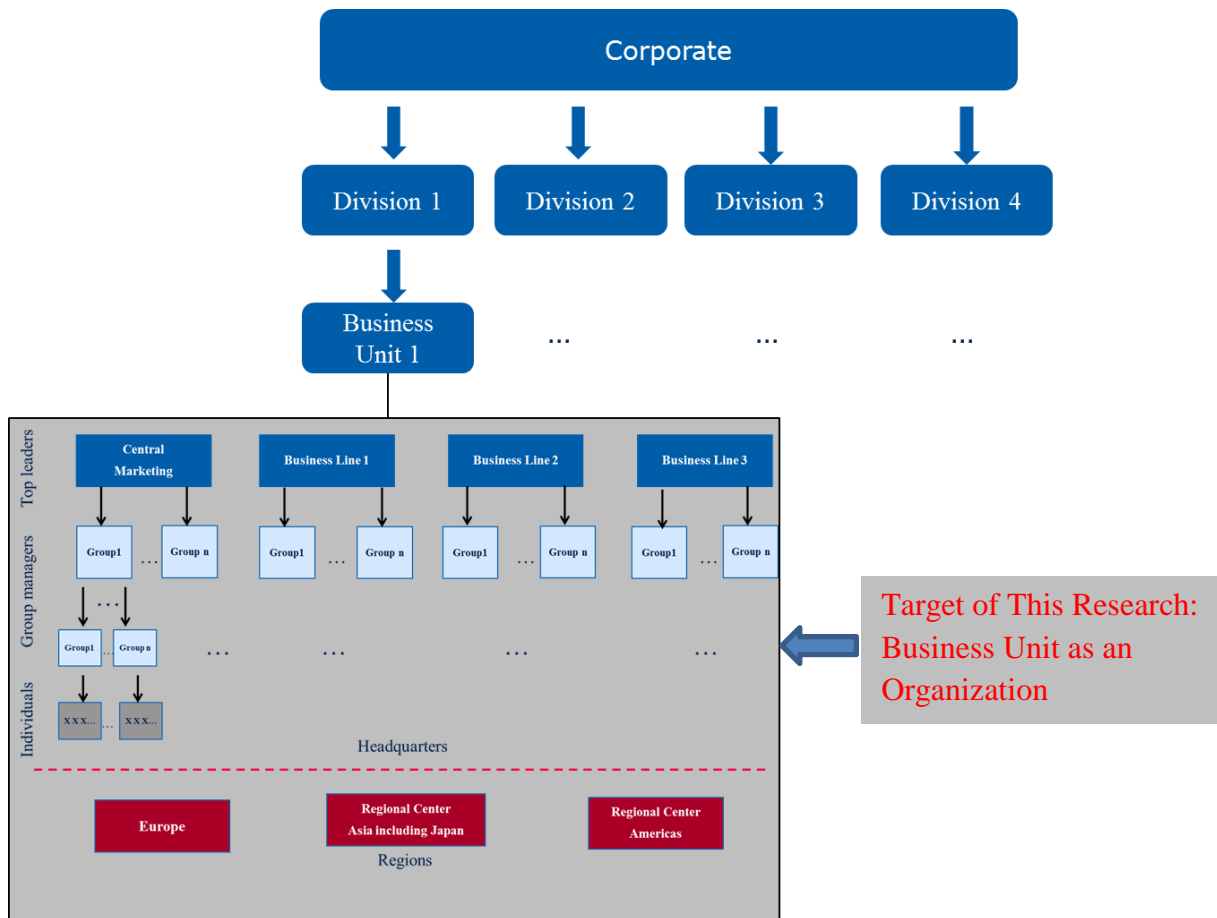 Corporate
Division 1
Division 2
Division 3
Division 4
Business
Unit 1
...
...
...
Top leaders
Central
Marketing
Business Line 1
Business Line 2
Business Line 3
Group managers
Group1
...
Group n
Group1
...
Group n
Group1
...
Group n
Group1
...
Group n
...
Group1
...
Group n
...
...
...
...
Individuals
XXX...
...
XXX...
Headquarters
Europe
Regional Center
Asia including Japan
Regional Center
Americas
Regions
Target of This Research:
Business Unit as an
Organization